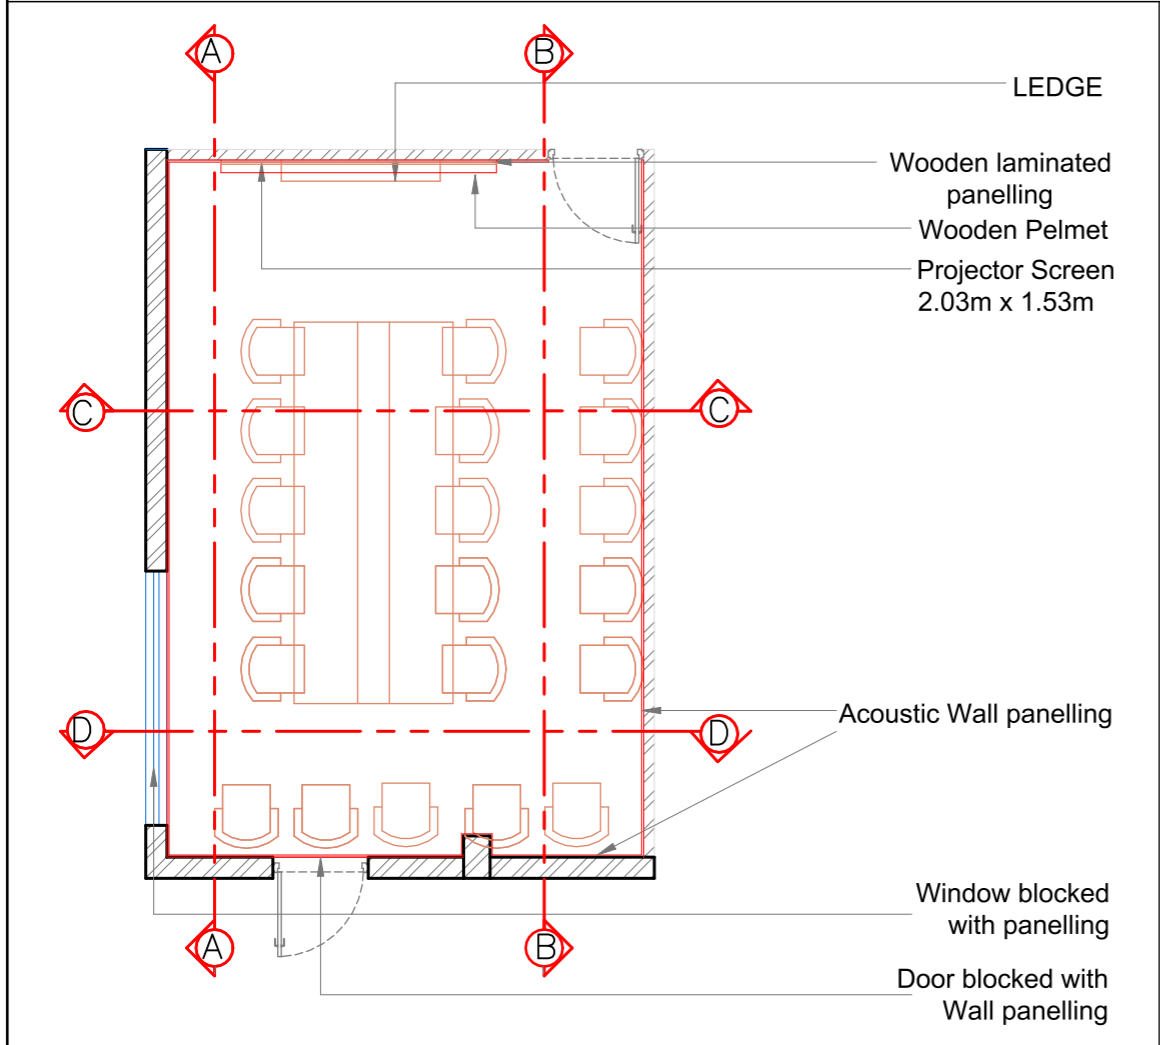 A
B
LEDGE
Wooden laminated
panelling
Wooden Pelmet
Projector Screen
2.03m x 1.53m
C
C
D
D
Acoustic Wall panelling
Window blocked
with panelling
A
B
Door blocked with
Wall panelling